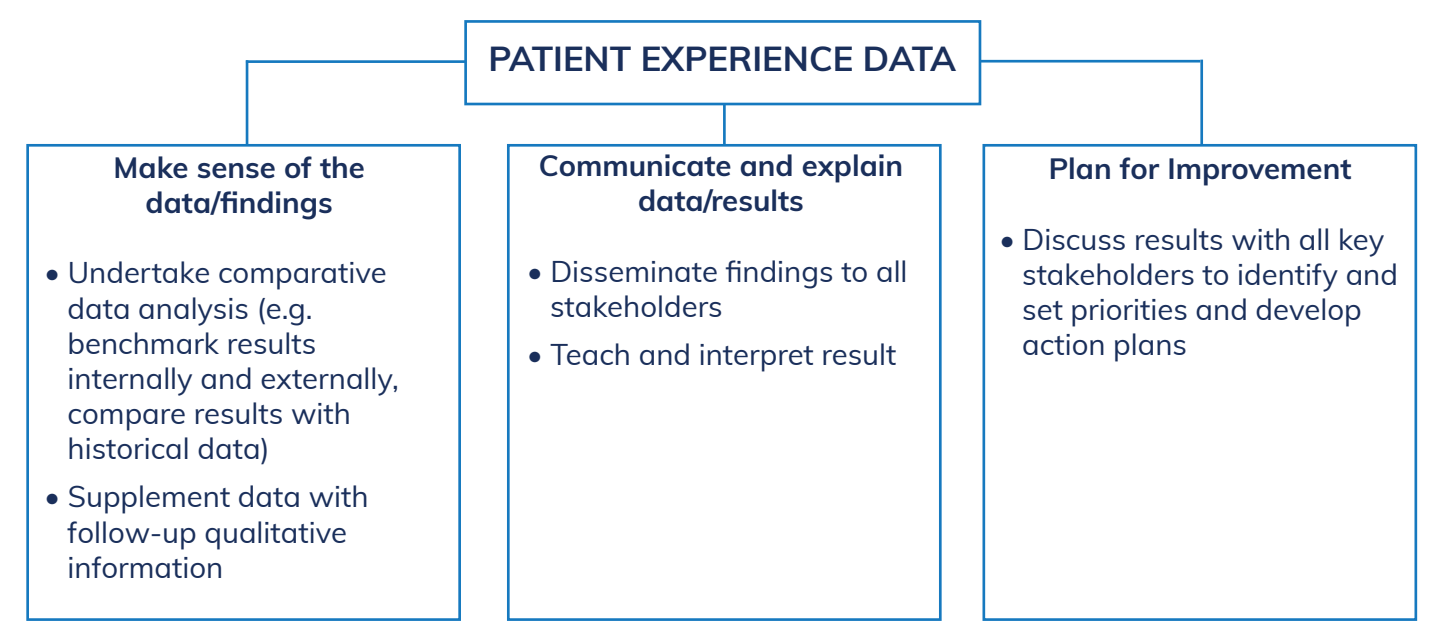 PATIENT EXPERIENCE DATA
Make sense of the
data/findings
• Undertake comparative
data analysis (e.g.
benchmark results
internally and externally,
compare results with
historical data)
• Supplement data with
follow-up qualitative
information
Communicate and explain
data/results
• Disseminate findings to all
stakeholders
• Teach and interpret result
Plan for Improvement
• Discuss results with all key
stakeholders to identify and
set priorities and develop
action plans